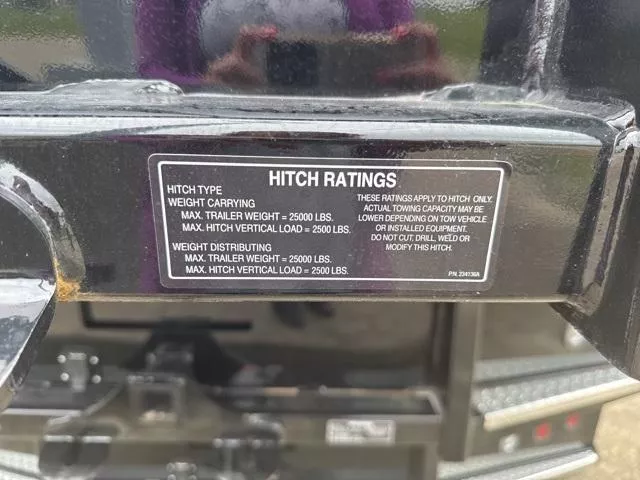 HITCH RATINGS
HITCH TYPE
WEIGHT CARRYING
MAX. TRAILER WEIGHT = 25000 LBS.
MAX. HITCH VERTICAL LOAD = 2500 LBS.
WEIGHT DISTRIBUTING
MAX. TRAILER WEIGHT = 25000 LBS.
MAX. HITCH VERTICAL LOAD = 2500 LBS.
THESE RATINGS APPLY TO HITCH ONLY.
ACTUAL TOWING CAPACITY MAY BE
LOWER DEPENDING ON TOW VEHICLE
OR INSTALLED EQUIPMENT.
DO NOT CUT, DRILL, WELD OR
MODIFY THIS HITCH.
P/N. 234136A